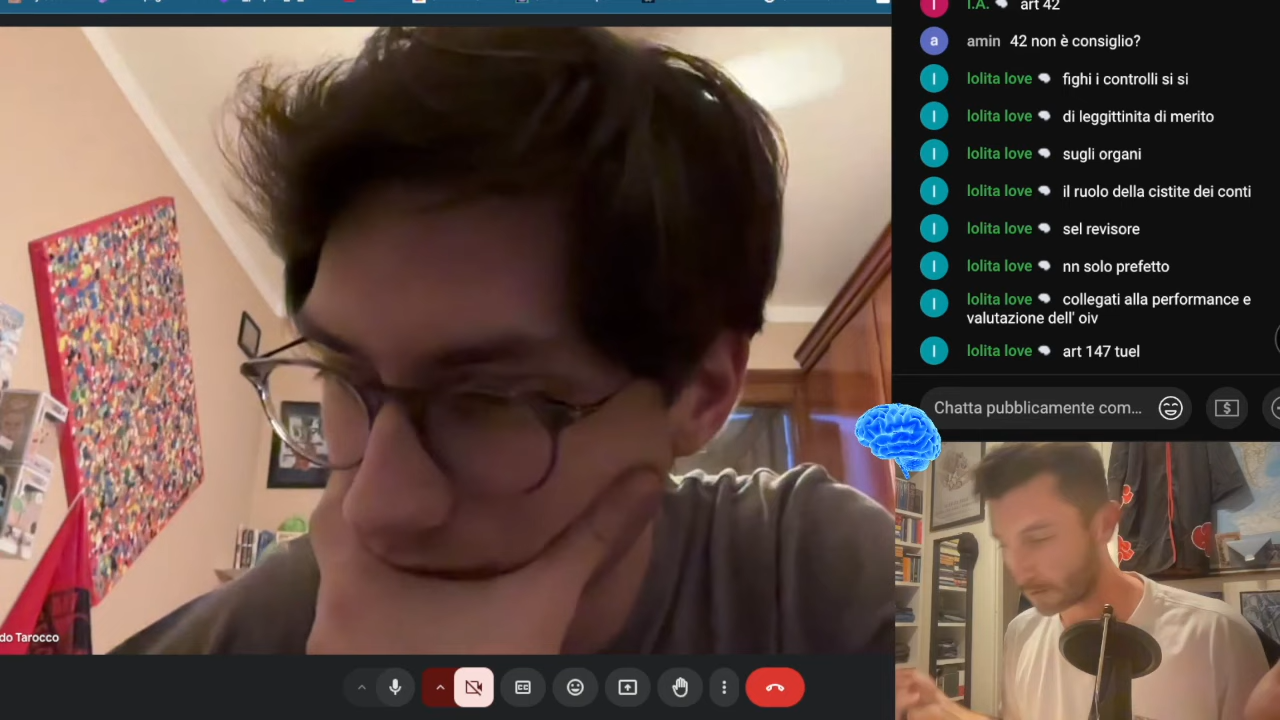 I.A. art 42
amin 42 non è consiglio?
lolita love fighi i controlli si si
lolita love di leggittinita di merito
lolita love sugli organi
lolita love il ruolo della cistite dei conti
lolita love sel revisore
lolita love nn solo prefetto
lolita love collegati alla performance e
valutazione dell' oiv
lolita love art 147 tuel
Chatta pubblicamente com...
do Tarocco